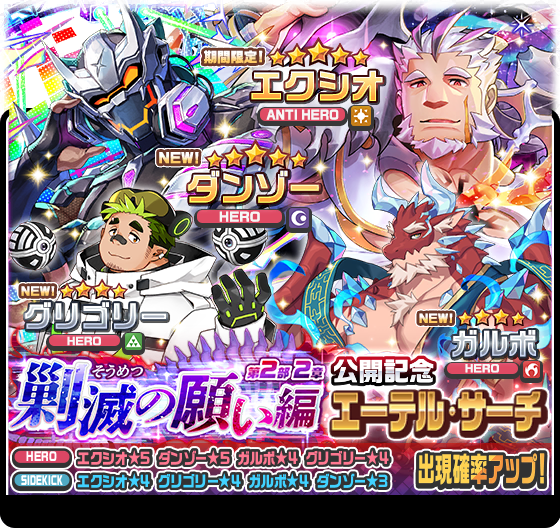 期間限定! ★★★★★
エクシオ
ANTI HERO
NEW! ★★★★★
ダンゾー
HERO
NEW! ★★★★
グリゴリー
HERO
NEW! ★★★★
ガルボ
HERO
そうめつ
剿滅の願い編
第2部2章
公開記念
エーテル・サーチ
HERO エクシオ★5 ダンゾー★5 ガルボ★4 グリゴリー★4
SIDEKICK エクシオ★4 グリゴリー★4 ガルボ★4 ダンゾー★3
出現確率アップ!